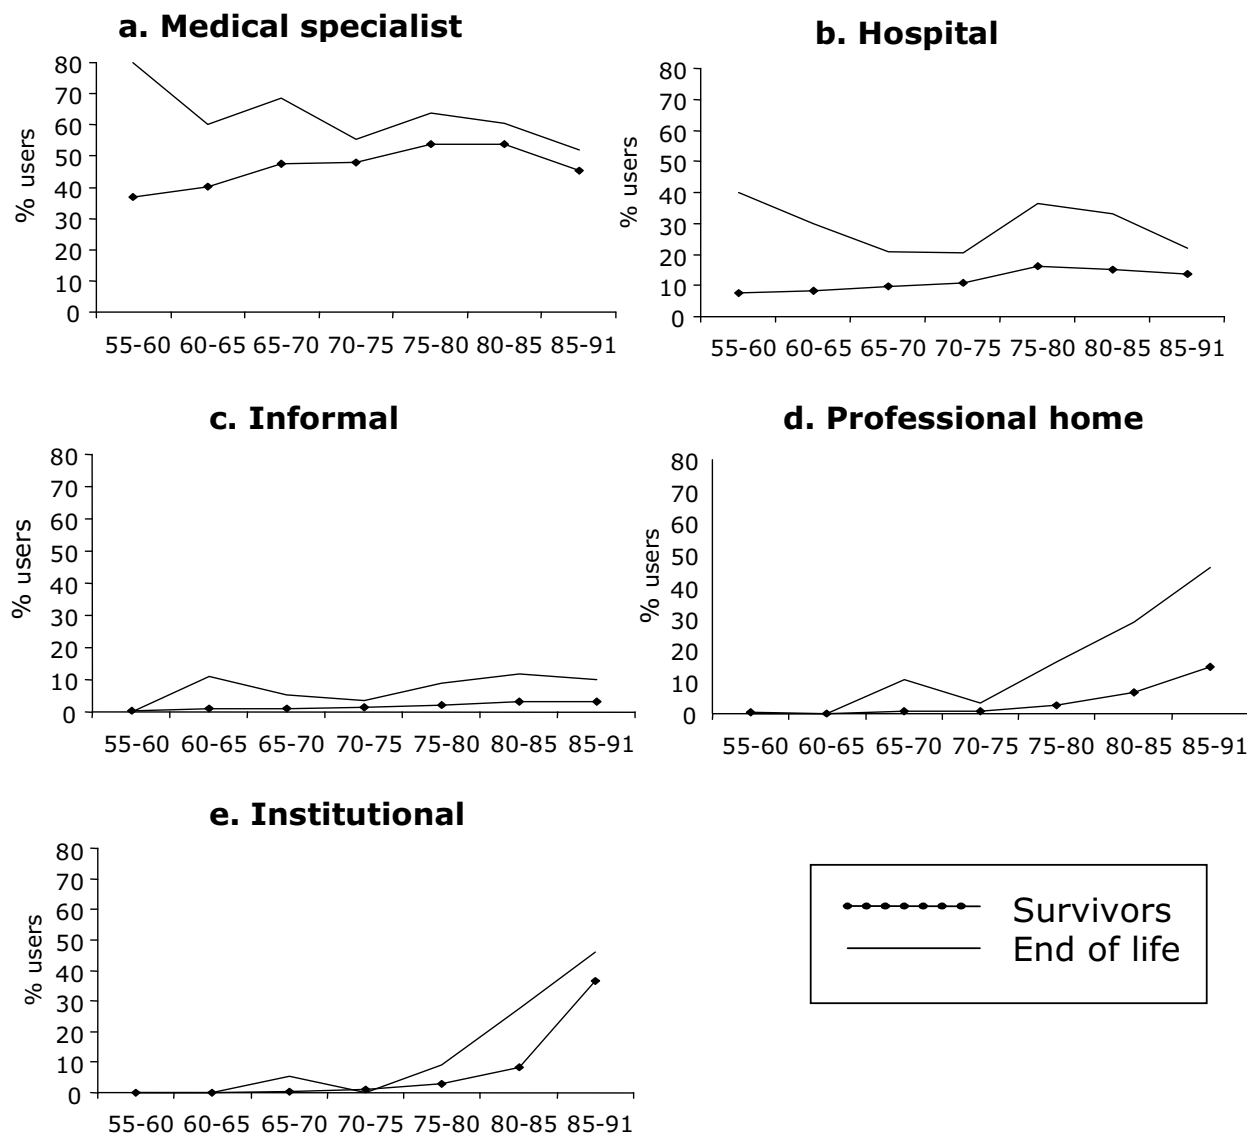 a. Medical specialist
80
70
60
50
40
30
20
10
0
% users
55-60 60-65 65-70 70-75 75-80 80-85 85-91
b. Hospital
80
70
60
50
40
30
20
10
0
% users
55-60 60-65 65-70 70-75 75-80 80-85 85-91
c. Informal
80
70
60
50
40
30
20
10
0
% users
55-60 60-65 65-70 70-75 75-80 80-85 85-91
d. Professional home
80
70
60
50
40
30
20
10
0
% users
55-60 60-65 65-70 70-75 75-80 80-85 85-91
e. Institutional
80
70
60
50
40
30
20
10
0
% users
55-60 60-65 65-70 70-75 75-80 80-85 85-91
Survivors
End of life